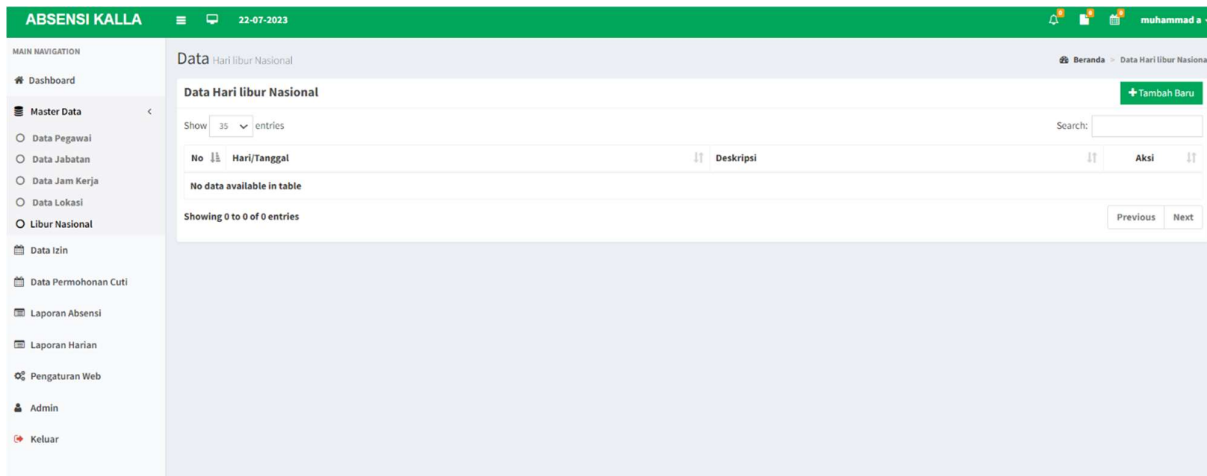 ABSENSI KALLA 22-07-2023 0 0 0 muhammad a
MAIN NAVIGATION
Dashboard
Master Data
Data Pegawai
Data Jabatan
Data Jam Kerja
Data Lokasi
Libur Nasional
Data Izin
Data Permohonan Cuti
Laporan Absensi
Laporan Harian
Pengaturan Web
Admin
Keluar
Data Hari libur Nasional
Beranda > Data Hari libur Nasiona
Data Hari libur Nasional
+Tambah Baru
Show 35 entries
Search:
No Hari/Tanggal Deskripsi Aksi
No data available in table
Showing 0 to 0 of 0 entries
Previous Next